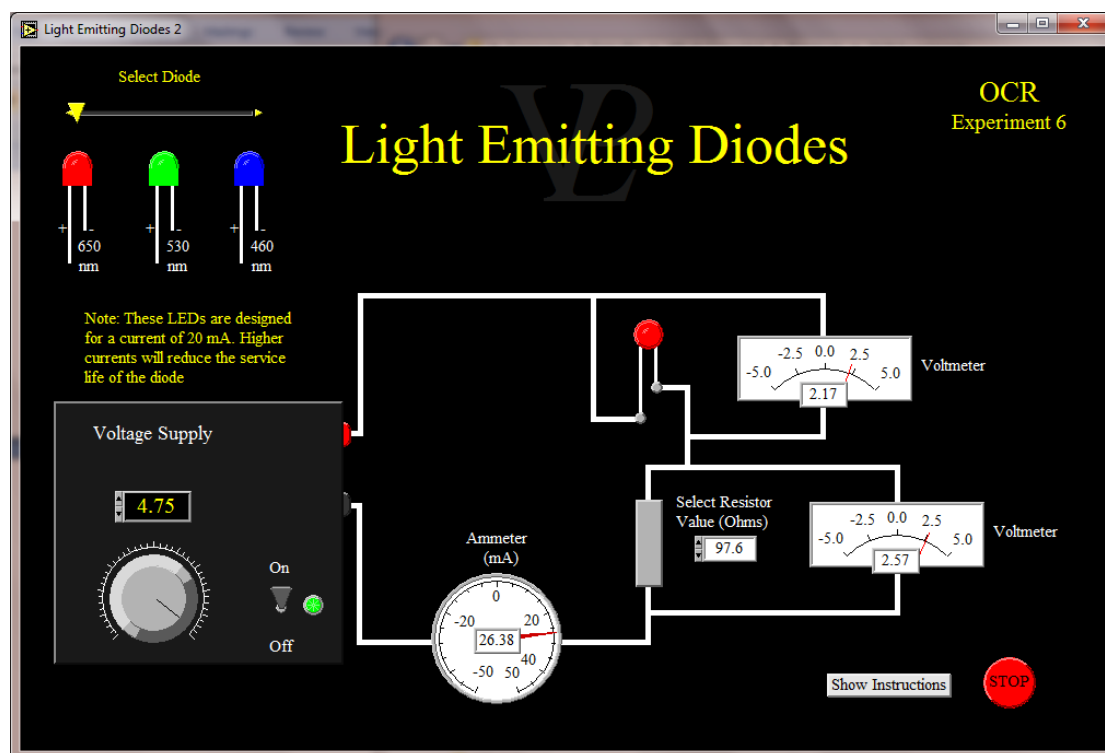 Light Emitting Diodes 2
Select Diode
OCR
Experiment 6
VPL
Light Emitting Diodes
+ -
+ -
+ -
650
nm
530
nm
460
nm
Note: These LEDs are designed
for a current of 20 mA. Higher
currents will reduce the service
life of the diode
-5.0 -2.5 0.0 2.5 5.0
2.17
Voltmeter
Voltage Supply
4.75
On
Off
Ammeter
(mA)
-50 -20 0 20 40 50
26.38
Select Resistor
Value (Ohms)
97.6
-5.0 -2.5 0.0 2.5 5.0
2.57
Voltmeter
Show Instructions
STOP